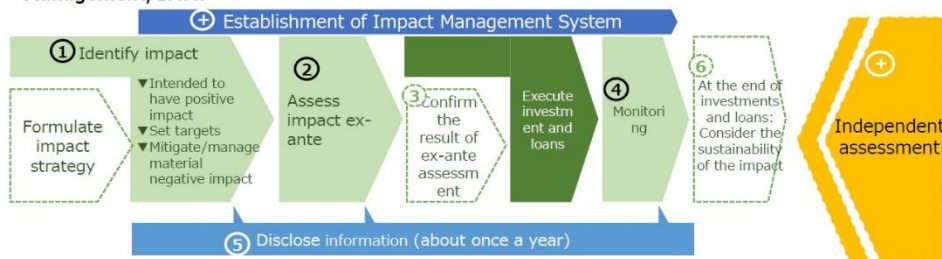 + Establishment of Impact Management System
1 Identify impact
Formulate
impact
strategy
▼Intended to
have positive
impact
▼Set targets
▼Mitigate/manage
material
negative impact
2
Assess
impact ex-
ante
3
Confirm
the
result of
ex-ante
assessm
ent
Execute
investm
ent and
loans
4
Monitori
ng
6
At the end of
investments
and loans:
Consider the
sustainability
of the impact
+
Independent
assessment
5 Disclose information (about once a year)